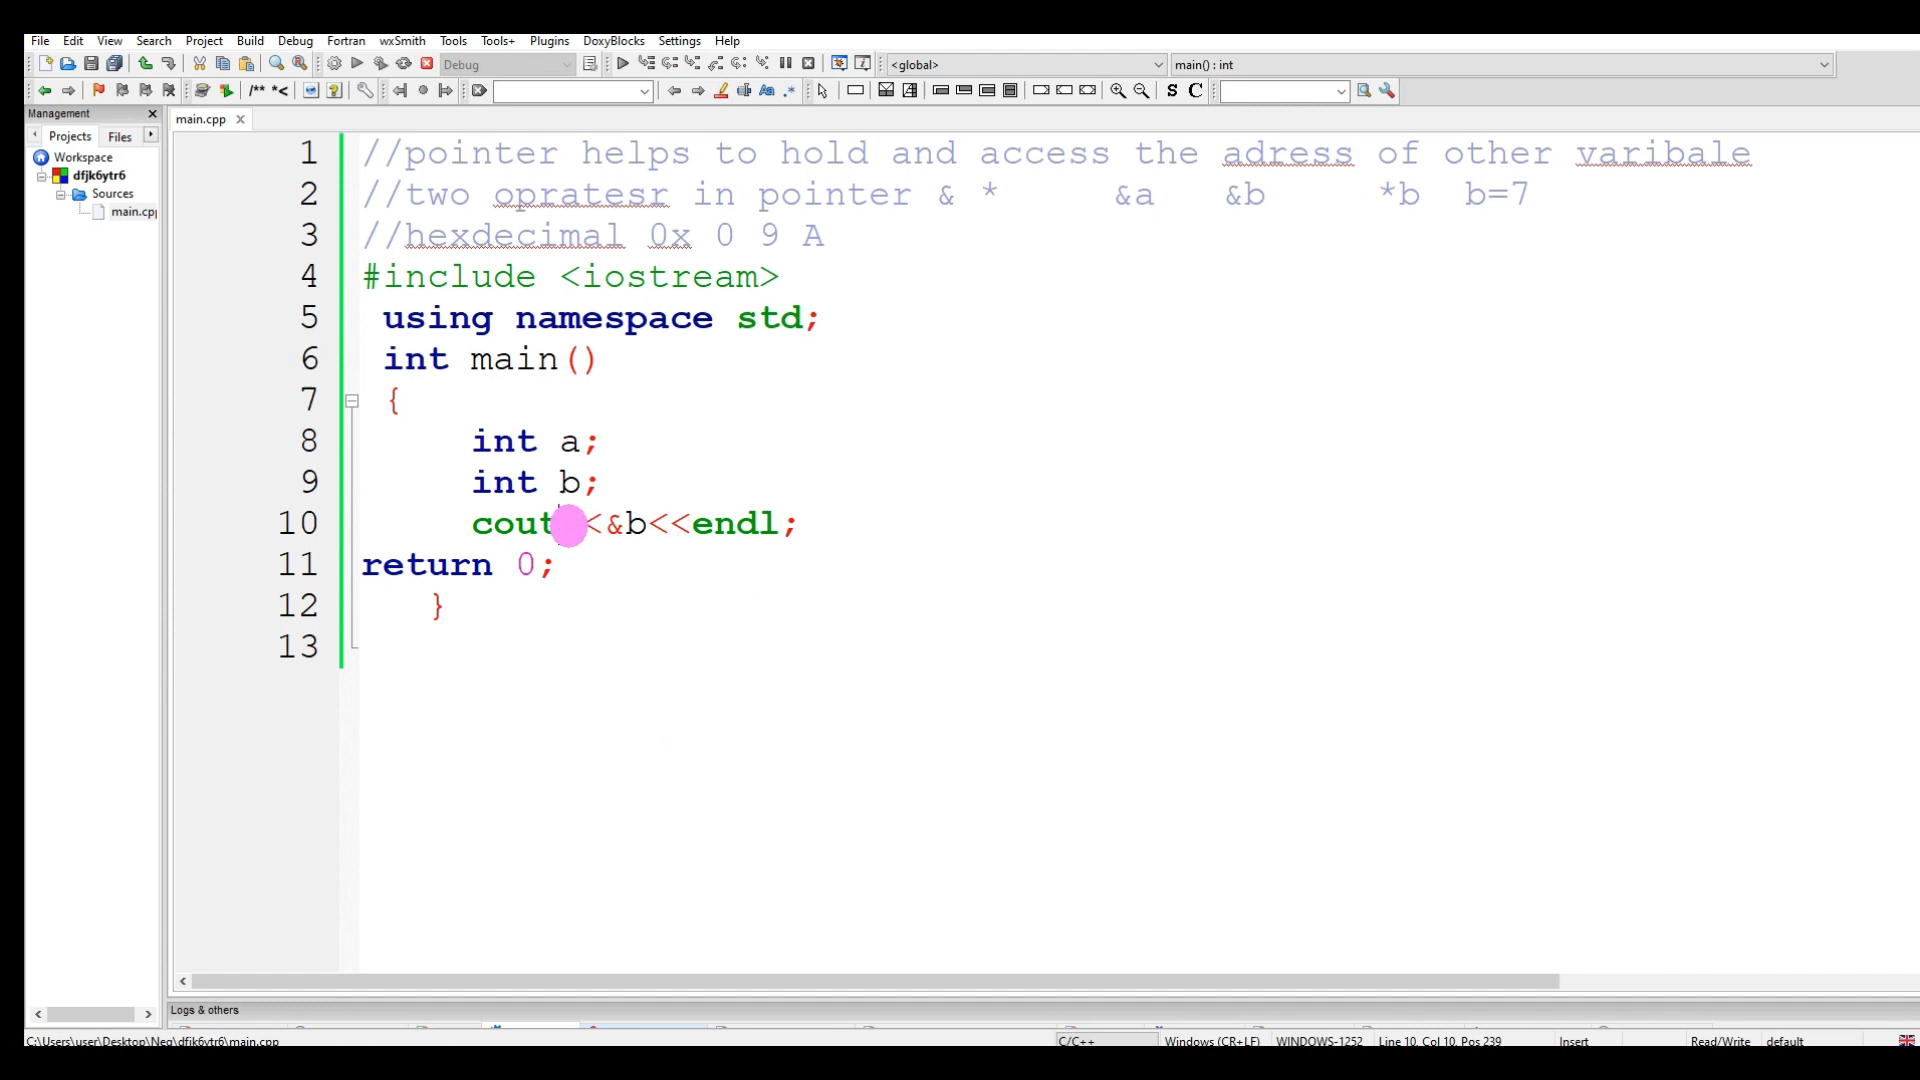 File Edit View Search Project Build Debug Fortran wxSmith Tools Tools+ Plugins DoxyBlocks Settings Help
Debug <global> main() : int
/** *< Aa .* S C
Management
main.cpp
Projects Files
Workspace
dfjk6ytr6
Sources
main.cpp
1 //pointer helps to hold and access the adress of other varibale
2 //two opratesr in pointer & * &a &b *b b=7
3 //hexdecimal 0x 0 9 A
4 #include <iostream>
5 using namespace std;
6 int main()
7 {
8 int a;
9 int b;
10 cout <&b<<endl;
11 return 0;
12 }
13
Logs & others
C:\Users\user\Desktop\Neg\dfjk6ytr6\main.cpp C/C++ Windows (CR+LF) WINDOWS-1252 Line 10, Col 10, Pos 239 Insert Read/Write default